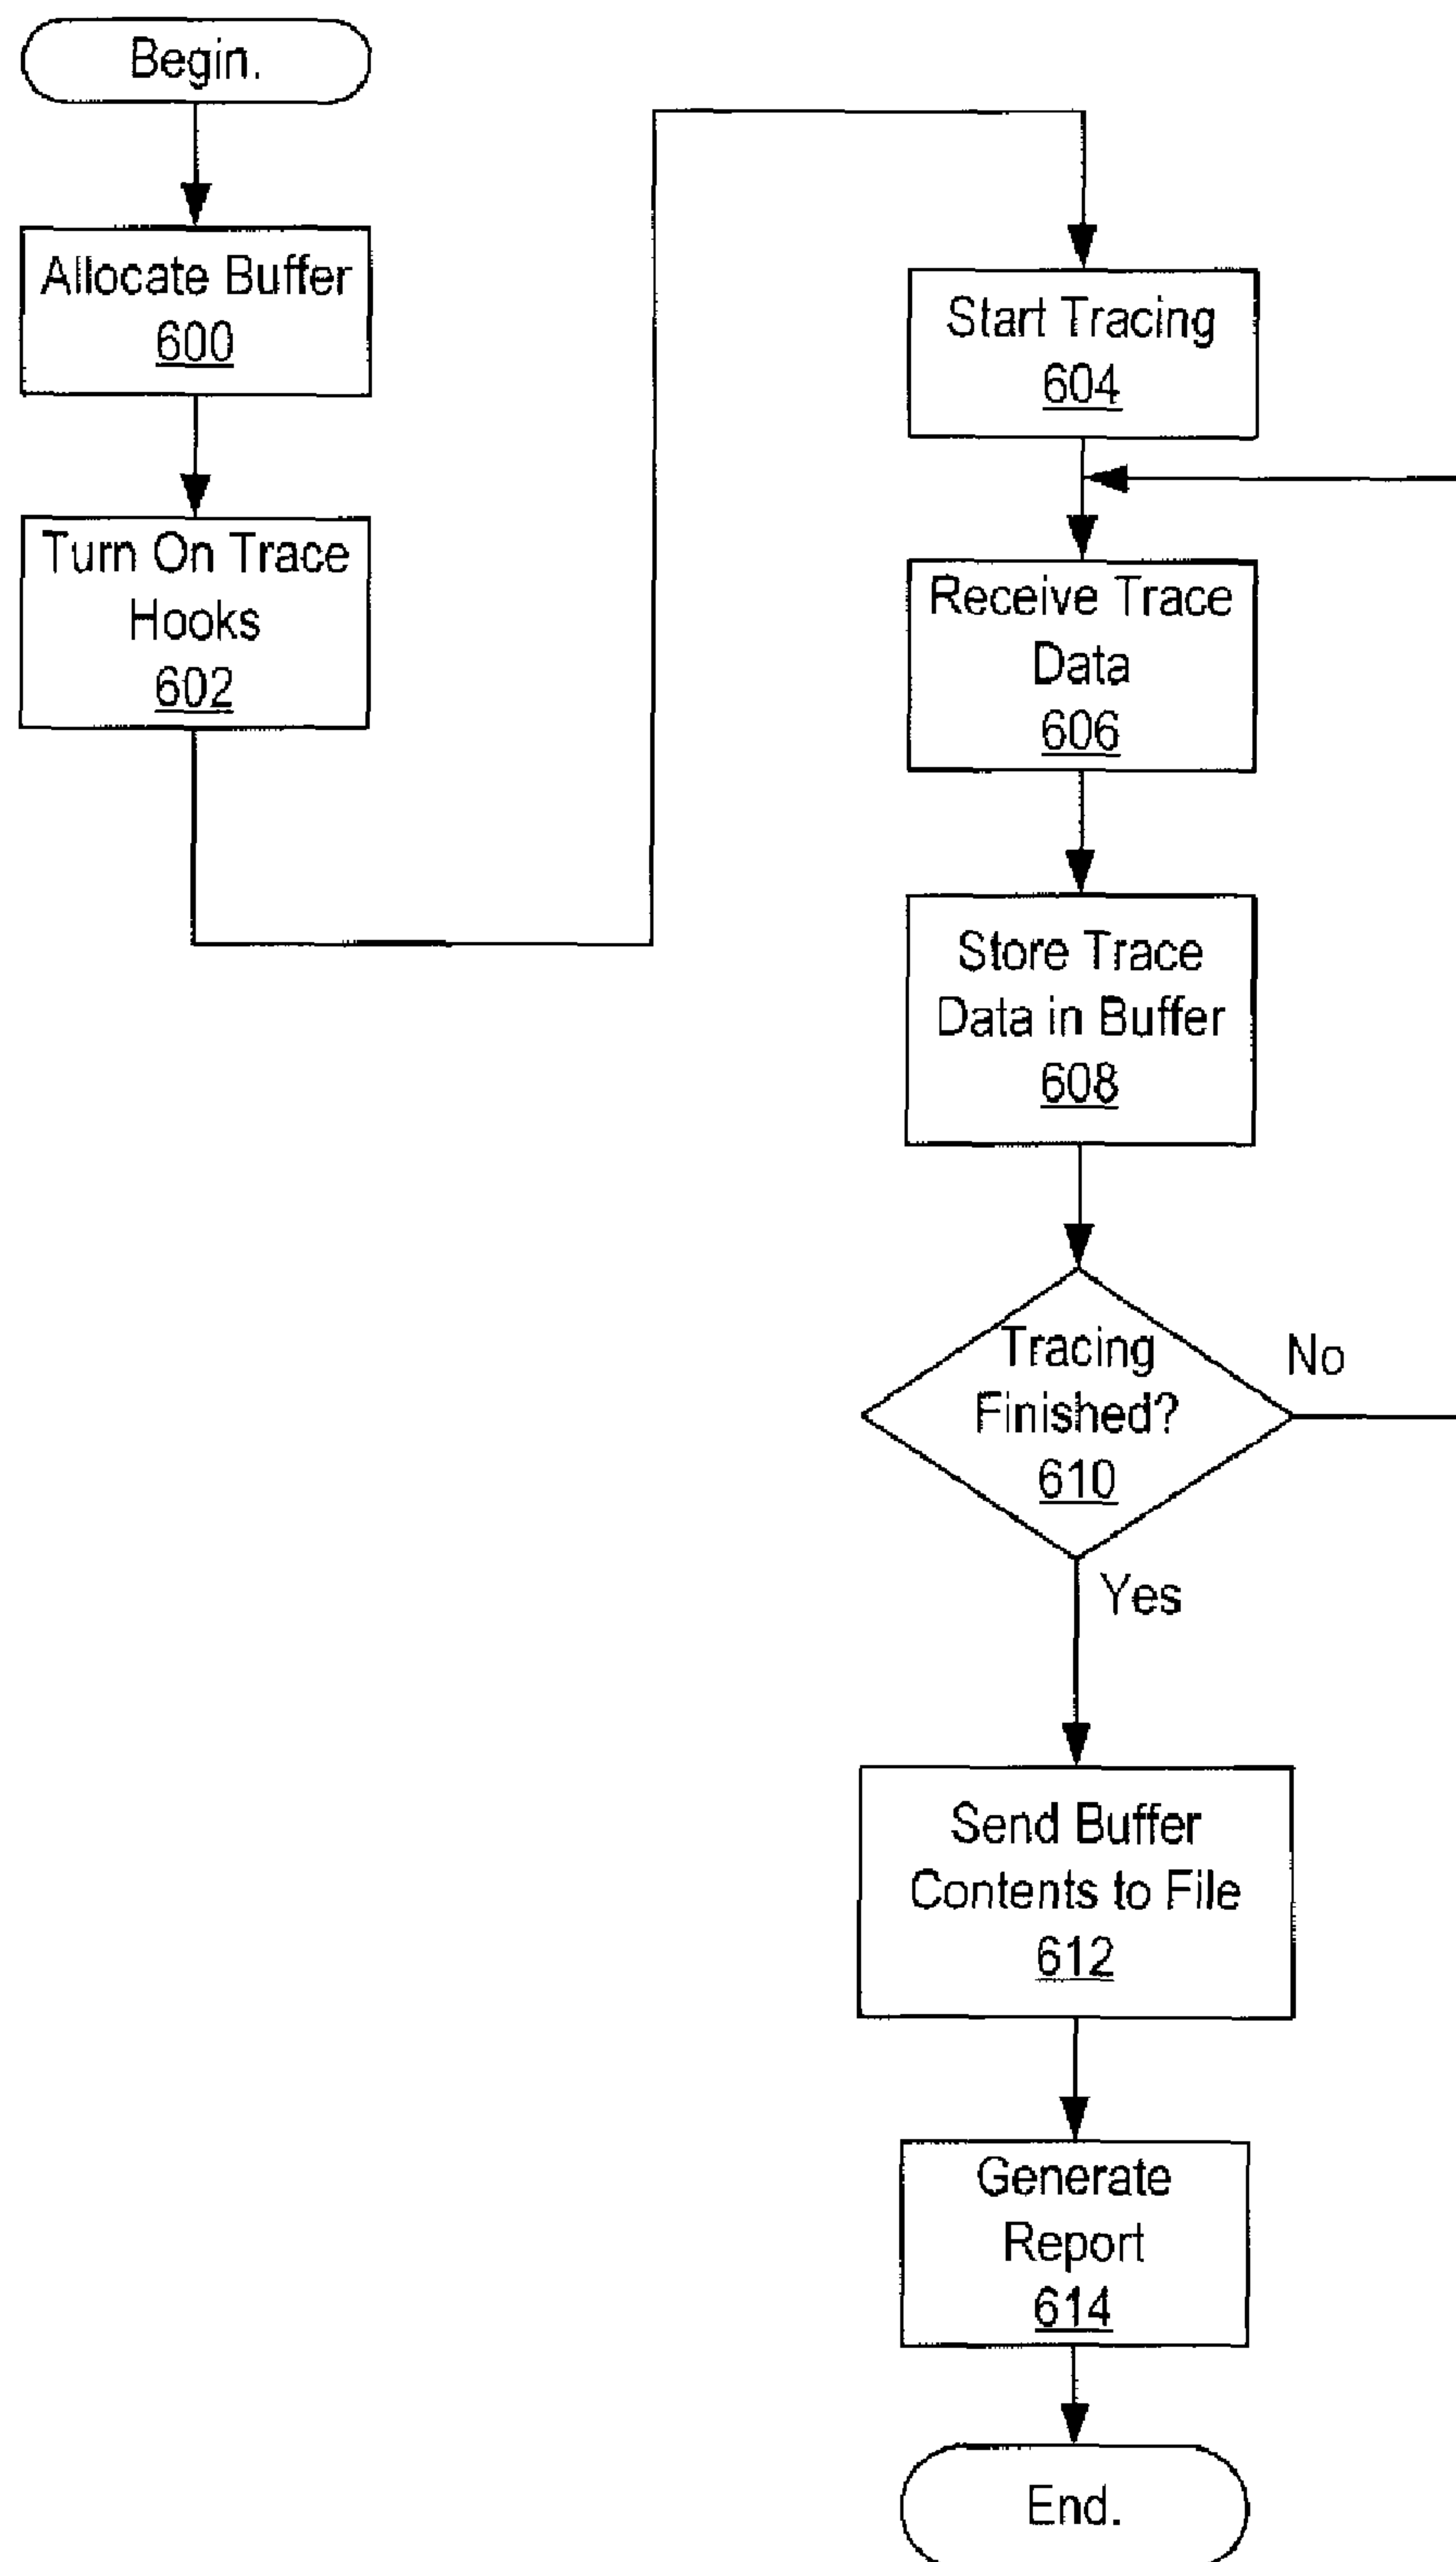 Begin.
Allocate Buffer
600
Turn On Trace
Hooks
602
Start Tracing
604
Receive Trace
Data
606
Store Trace
Data in Buffer
608
Tracing
Finished?
610
No
Yes
Send Buffer
Contents to File
612
Generate
Report
614
End.